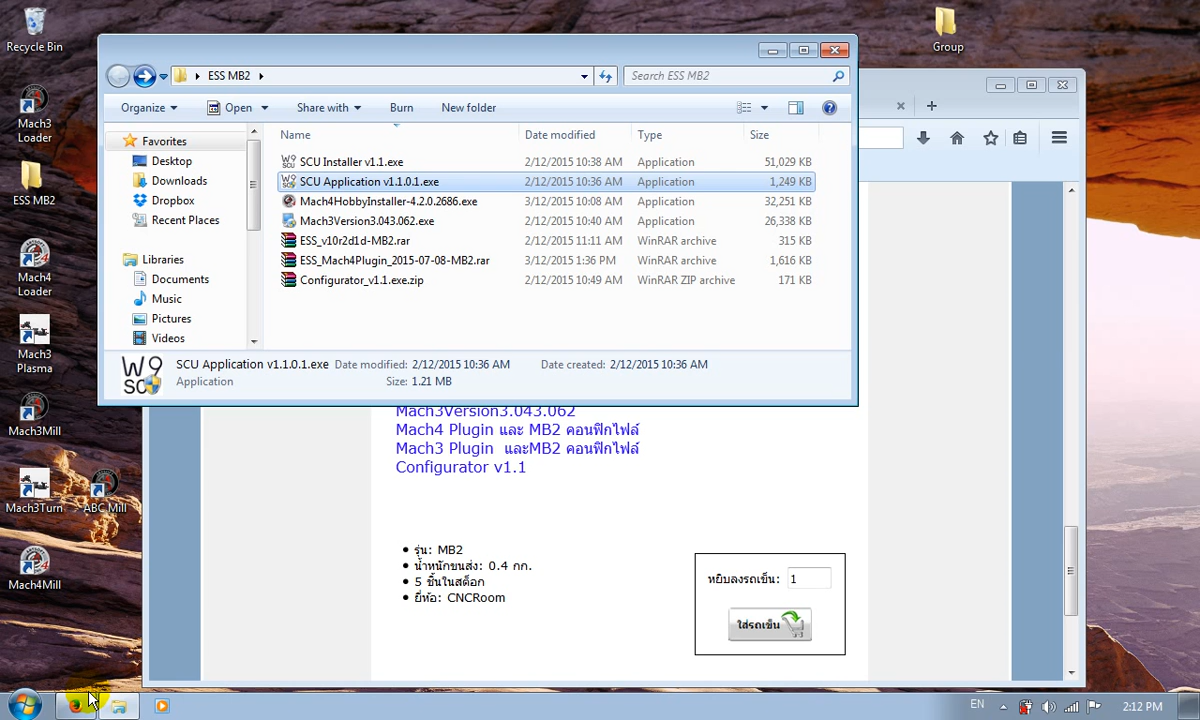 Recycle Bin
Mach3 Loader
ESS MB2
Mach4 Loader
Mach3 Plasma
Mach3Mill
Mach3Turn
ABC Mill
Mach4Mill
Group
ESS MB2
Search ESS MB2
Organize
Open
Share with
Burn
New folder
Favorites
Desktop
Downloads
Dropbox
Recent Places
Libraries
Documents
Music
Pictures
Videos
Name Date modified Type Size
SCU Installer v1.1.exe 2/12/2015 10:38 AM Application 51,029 KB
SCU Application v1.1.0.1.exe 2/12/2015 10:36 AM Application 1,249 KB
Mach4HobbyInstaller-4.2.0.2686.exe 3/12/2015 10:08 AM Application 32,251 KB
Mach3Version3.043.062.exe 2/12/2015 10:40 AM Application 26,338 KB
ESS_v10r2d1d-MB2.rar 2/12/2015 11:11 AM WinRAR archive 315 KB
ESS_Mach4Plugin_2015-07-08-MB2.rar 3/12/2015 1:36 PM WinRAR archive 1,616 KB
Configurator_v1.1.exe.zip 2/12/2015 10:49 AM WinRAR ZIP archive 171 KB
W9
SC
SCU Application v1.1.0.1.exe Date modified: 2/12/2015 10:36 AM Date created: 2/12/2015 10:36 AM
Application Size: 1.21 MB
Mach3Version3.043.062
Mach4 Plugin และ MB2 คอนฟิกไฟล์
Mach3 Plugin และMB2 คอนฟิกไฟล์
Configurator v1.1
รุ่น: MB2
น้ำหนักขนส่ง: 0.4 กก.
5 ชิ้นในสต็อก
ยี่ห้อ: CNCRoom
หยิบลงรถเข็น: 1
ใส่รถเข็น
EN
2:12 PM